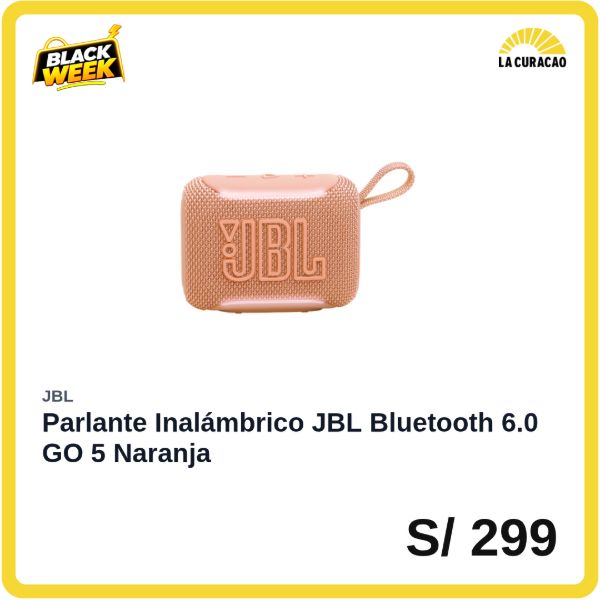 BLACK
WEEK
LA CURACAO
JBL
JBL
Parlante Inalámbrico JBL Bluetooth 6.0
GO 5 Naranja
S/ 299